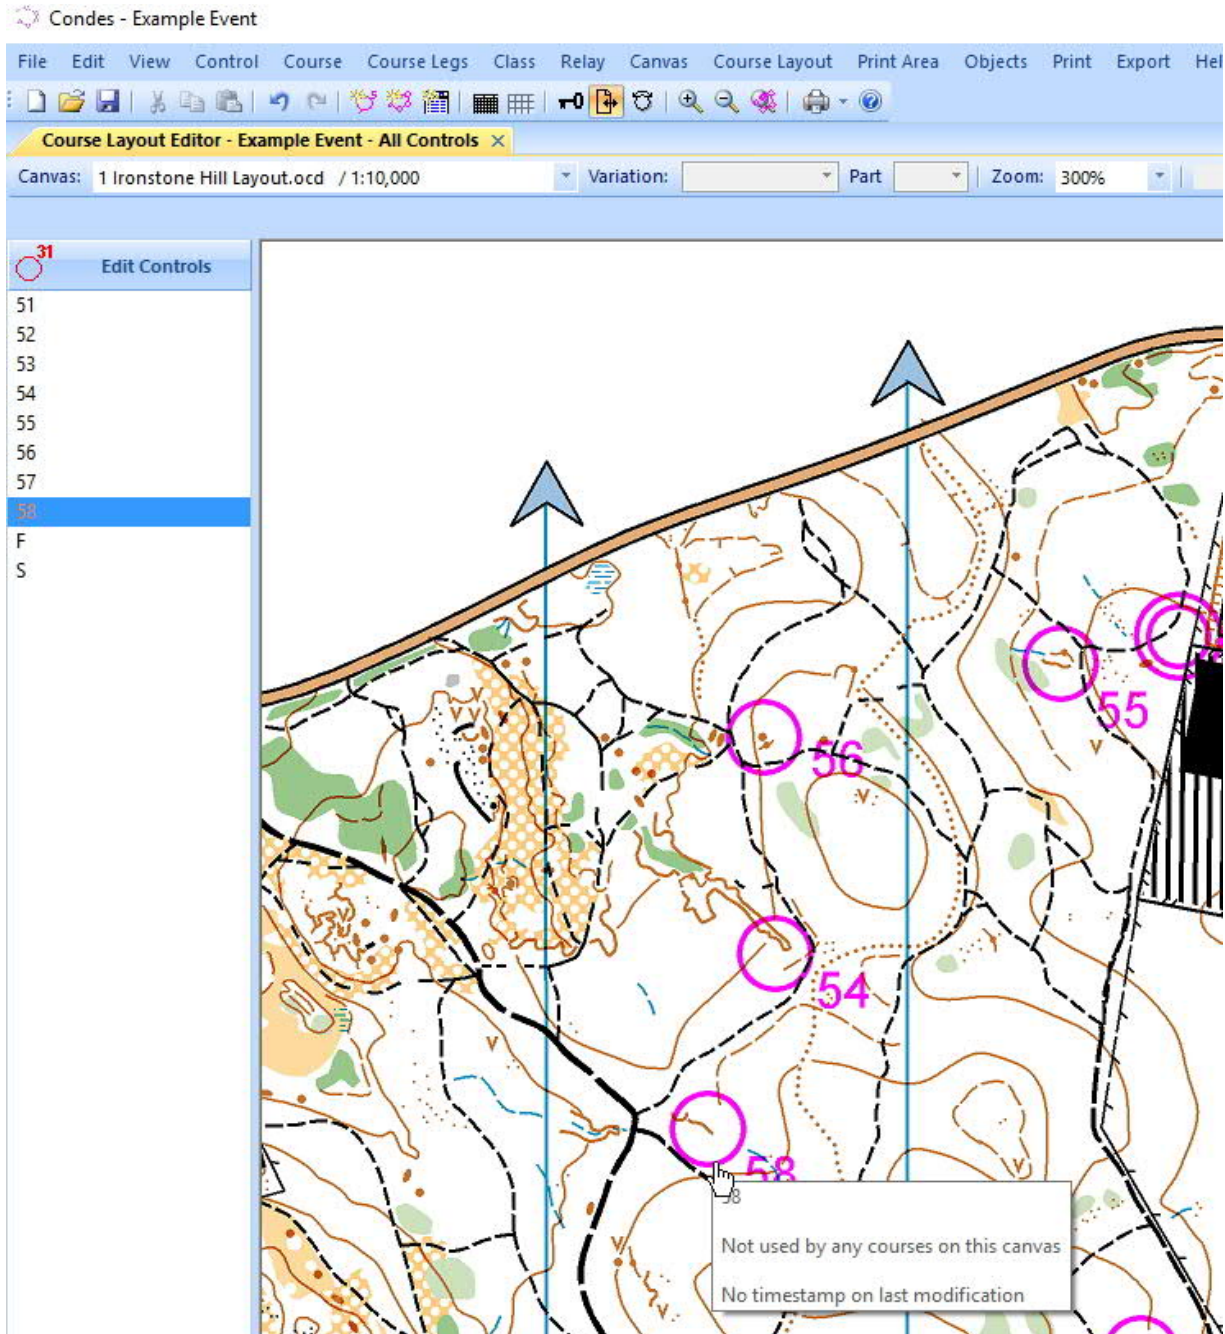 Condes - Example Event
File Edit View Control Course Course Legs Class Relay Canvas Course Layout Print Area Objects Print Export Hel
Course Layout Editor - Example Event - All Controls
Canvas: 1 Ironstone Hill Layout.ocd / 1:10,000 Variation: Part Zoom: 300%
31
Edit Controls
51
52
53
54
55
56
57
58
F
S
55
56
54
58
58
Not used by any courses on this canvas
No timestamp on last modification